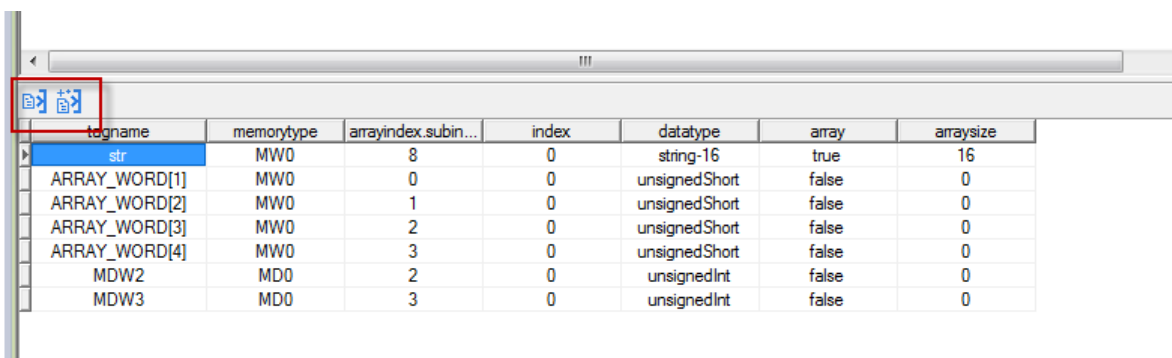 tagname memorytype arrayindex.subin... index datatype array arraysize
str MW0 8 0 string-16 true 16
ARRAY_WORD[1] MW0 0 0 unsignedShort false 0
ARRAY_WORD[2] MW0 1 0 unsignedShort false 0
ARRAY_WORD[3] MW0 2 0 unsignedShort false 0
ARRAY_WORD[4] MW0 3 0 unsignedShort false 0
MDW2 MD0 2 0 unsignedInt false 0
MDW3 MD0 3 0 unsignedInt false 0